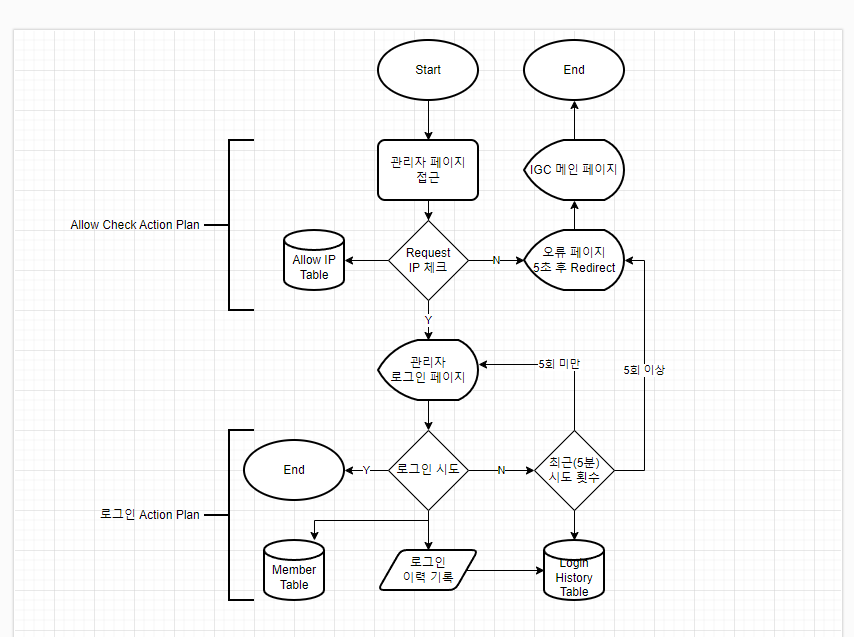 Start
End
관리자 페이지
접근
IGC 메인 페이지
Allow Check Action Plan
Allow IP
Table
Request
IP 체크
N
오류 페이지
5초 후 Redirect
Y
관리자
로그인 페이지
5회 미만
5회 이상
End
Y
로그인 시도
N
최근(5분)
시도 횟수
로그인 Action Plan
Member
Table
로그인
이력 기록
Login
History
Table